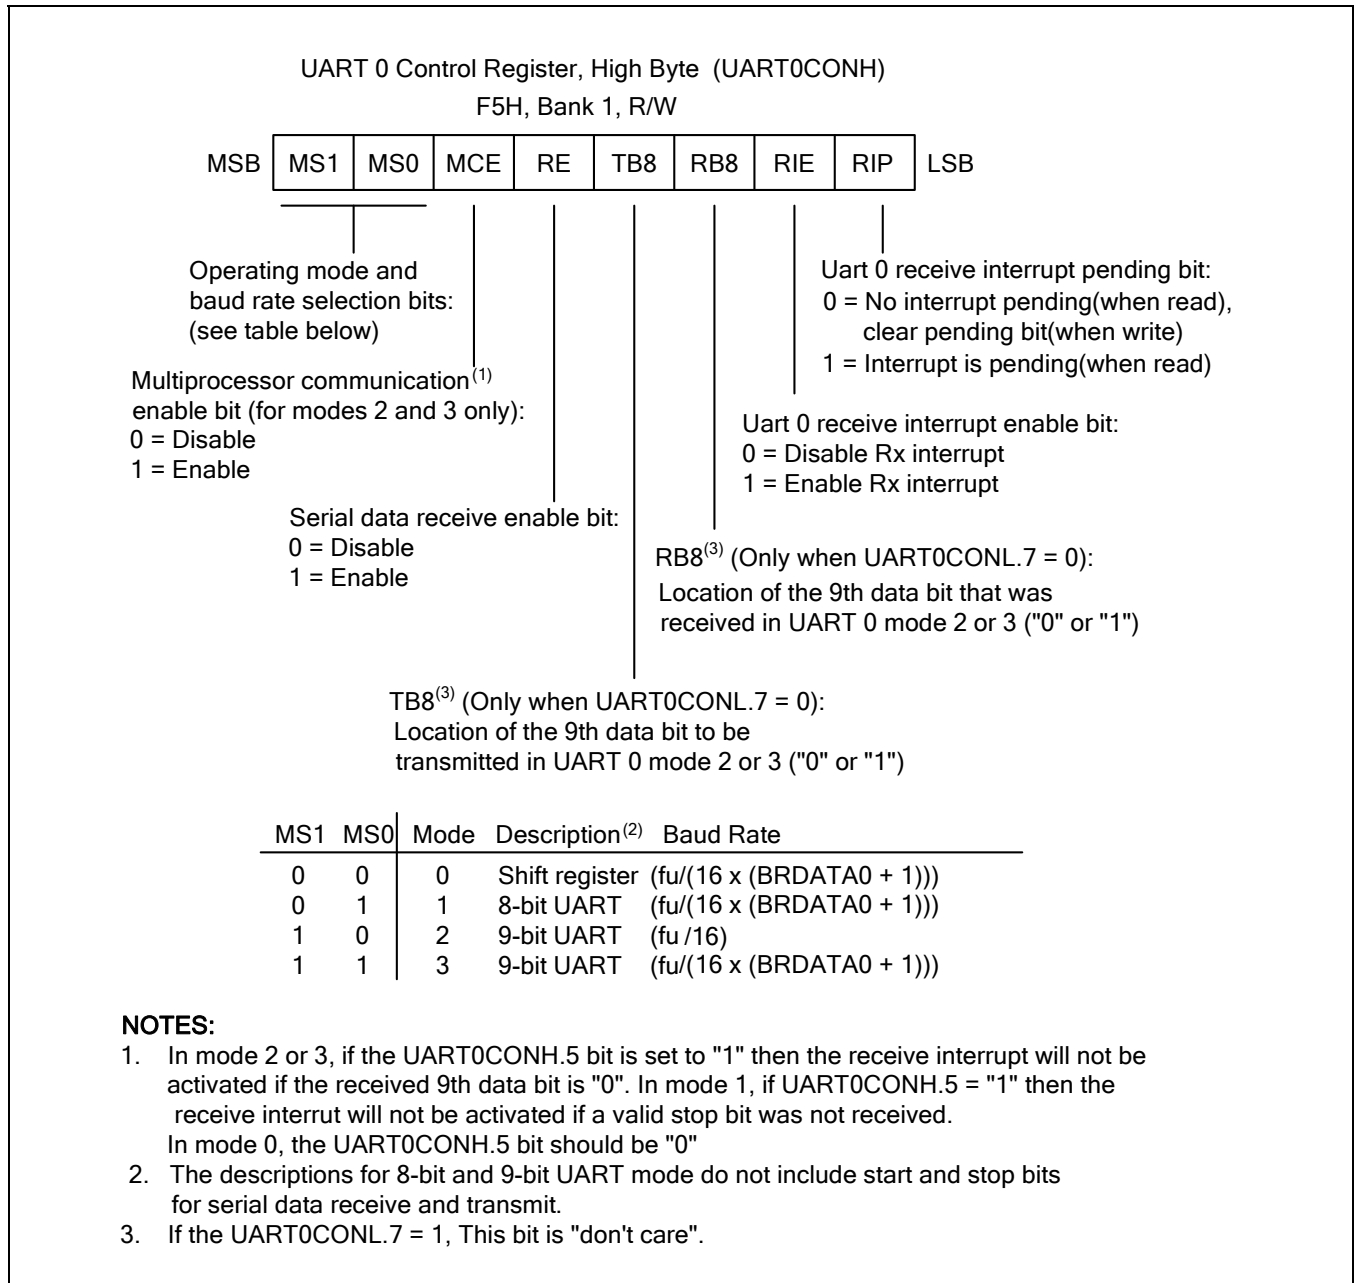 UART 0 Control Register, High Byte (UART0CONH)
F5H, Bank 1, R/W
MSB MS1 MS0 MCE RE TB8 RB8 RIE RIP LSB
Operating mode and
baud rate selection bits:
(see table below)
Uart 0 receive interrupt pending bit:
0 = No interrupt pending(when read),
clear pending bit(when write)
1 = Interrupt is pending(when read)
Multiprocessor communication(1)
enable bit (for modes 2 and 3 only):
0 = Disable
1 = Enable
Uart 0 receive interrupt enable bit:
0 = Disable Rx interrupt
1 = Enable Rx interrupt
Serial data receive enable bit:
0 = Disable
1 = Enable
RB8(3) (Only when UART0CONL.7 = 0):
Location of the 9th data bit that was
received in UART 0 mode 2 or 3 ("0" or "1")
TB8(3) (Only when UART0CONL.7 = 0):
Location of the 9th data bit to be
transmitted in UART 0 mode 2 or 3 ("0" or "1")
MS1 MS0 Mode Description(2) Baud Rate
0 0 0 Shift register (fu/(16 x (BRDATA0 + 1)))
0 1 1 8-bit UART (fu/(16 x (BRDATA0 + 1)))
1 0 2 9-bit UART (fu /16)
1 1 3 9-bit UART (fu/(16 x (BRDATA0 + 1)))
NOTES:
1. In mode 2 or 3, if the UART0CONH.5 bit is set to "1" then the receive interrupt will not be
activated if the received 9th data bit is "0". In mode 1, if UART0CONH.5 = "1" then the
receive interrut will not be activated if a valid stop bit was not received.
In mode 0, the UART0CONH.5 bit should be "0"
2. The descriptions for 8-bit and 9-bit UART mode do not include start and stop bits
for serial data receive and transmit.
3. If the UART0CONL.7 = 1, This bit is "don't care".